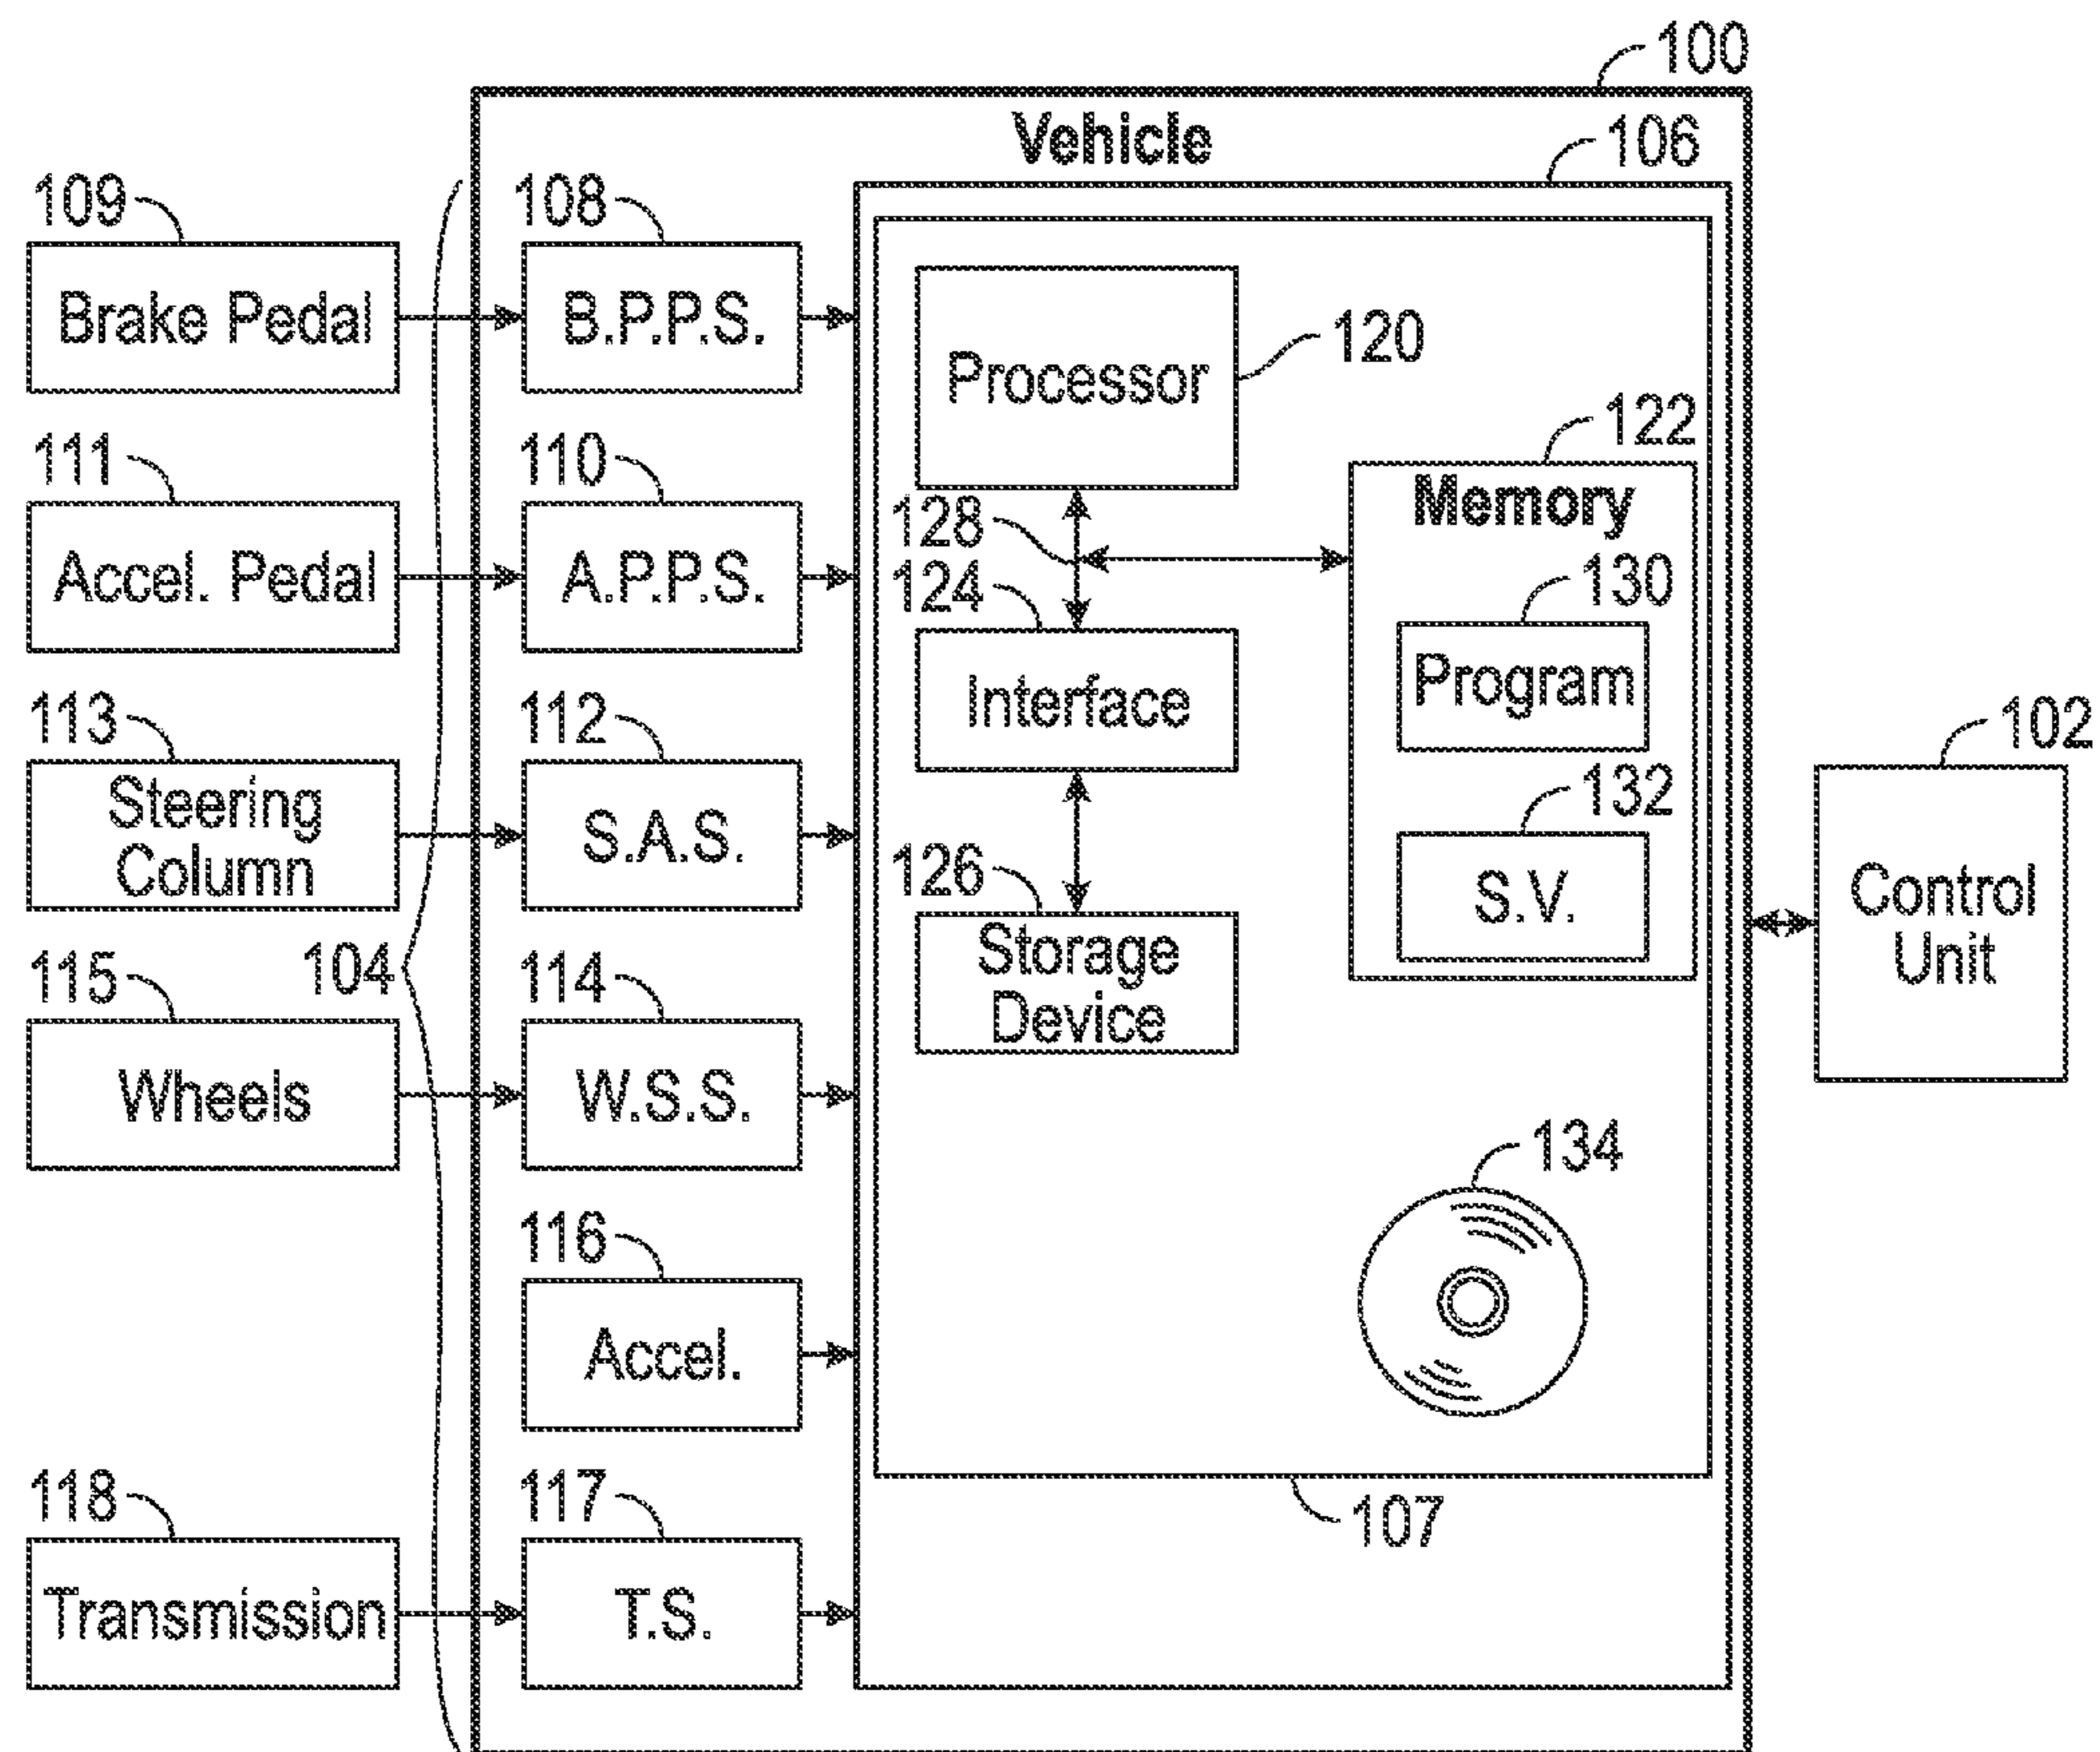 100
Vehicle
106
109
108
Brake Pedal
B.P.P.S.
Processor
120
111
110
Accel. Pedal
A.P.P.S.
128
122
Memory
124
130
Interface
Program
113
112
Steering
Column
S.A.S.
132
S.V.
102
Control
Unit
126
Storage
Device
104
115
114
Wheels
W.S.S.
134
116
Accel.
107
118
117
Transmission
T.S.